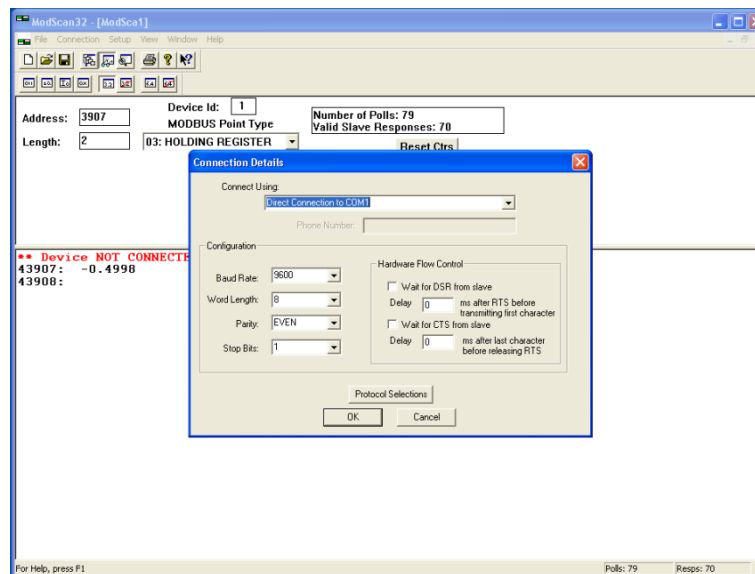 ModScan32 - [ModSca1]
File Connection Setup View Window Help
Address: 3907
Device Id: 1
MODBUS Point Type
Length: 2
03: HOLDING REGISTER
Number of Polls: 79
Valid Slave Responses: 70
Reset Ctrs
** Device NOT CONNECTE
43907: -0.4998
43908:
Connection Details
Connect Using:
Direct Connection to COM1
Phone Number:
Configuration
Baud Rate: 9600
Word Length: 8
Parity: EVEN
Stop Bits: 1
Hardware Flow Control
Wait for DSR from slave
Delay 0 ms after RTS before
transmitting first character
Wait for CTS from slave
Delay 0 ms after last character
before releasing RTS
Protocol Selections
OK Cancel
For Help, press F1
Polls: 79 Resps: 70